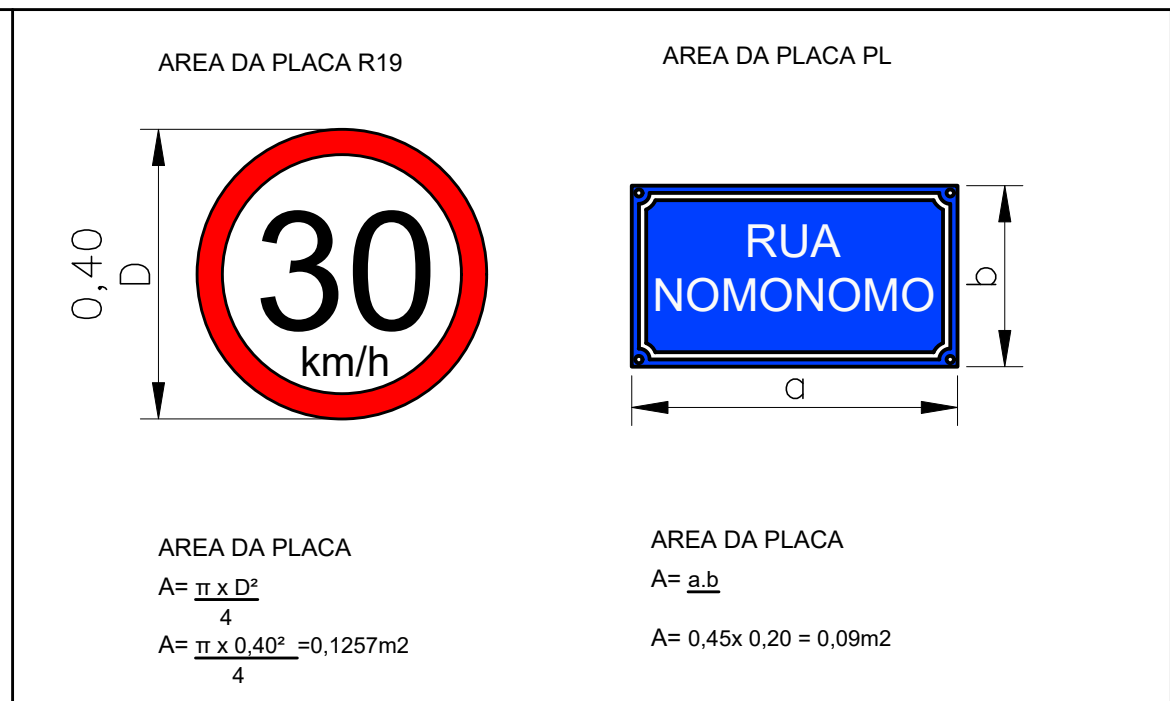 AREA DA PLACA R19
0,40
D
30
km/h
AREA DA PLACA
A= π x D²
4
A= π x 0,40² =0,1257m2
4
AREA DA PLACA PL
RUA
NOMONOMO
b
a
AREA DA PLACA
A= a.b
A= 0,45x 0,20 = 0,09m2